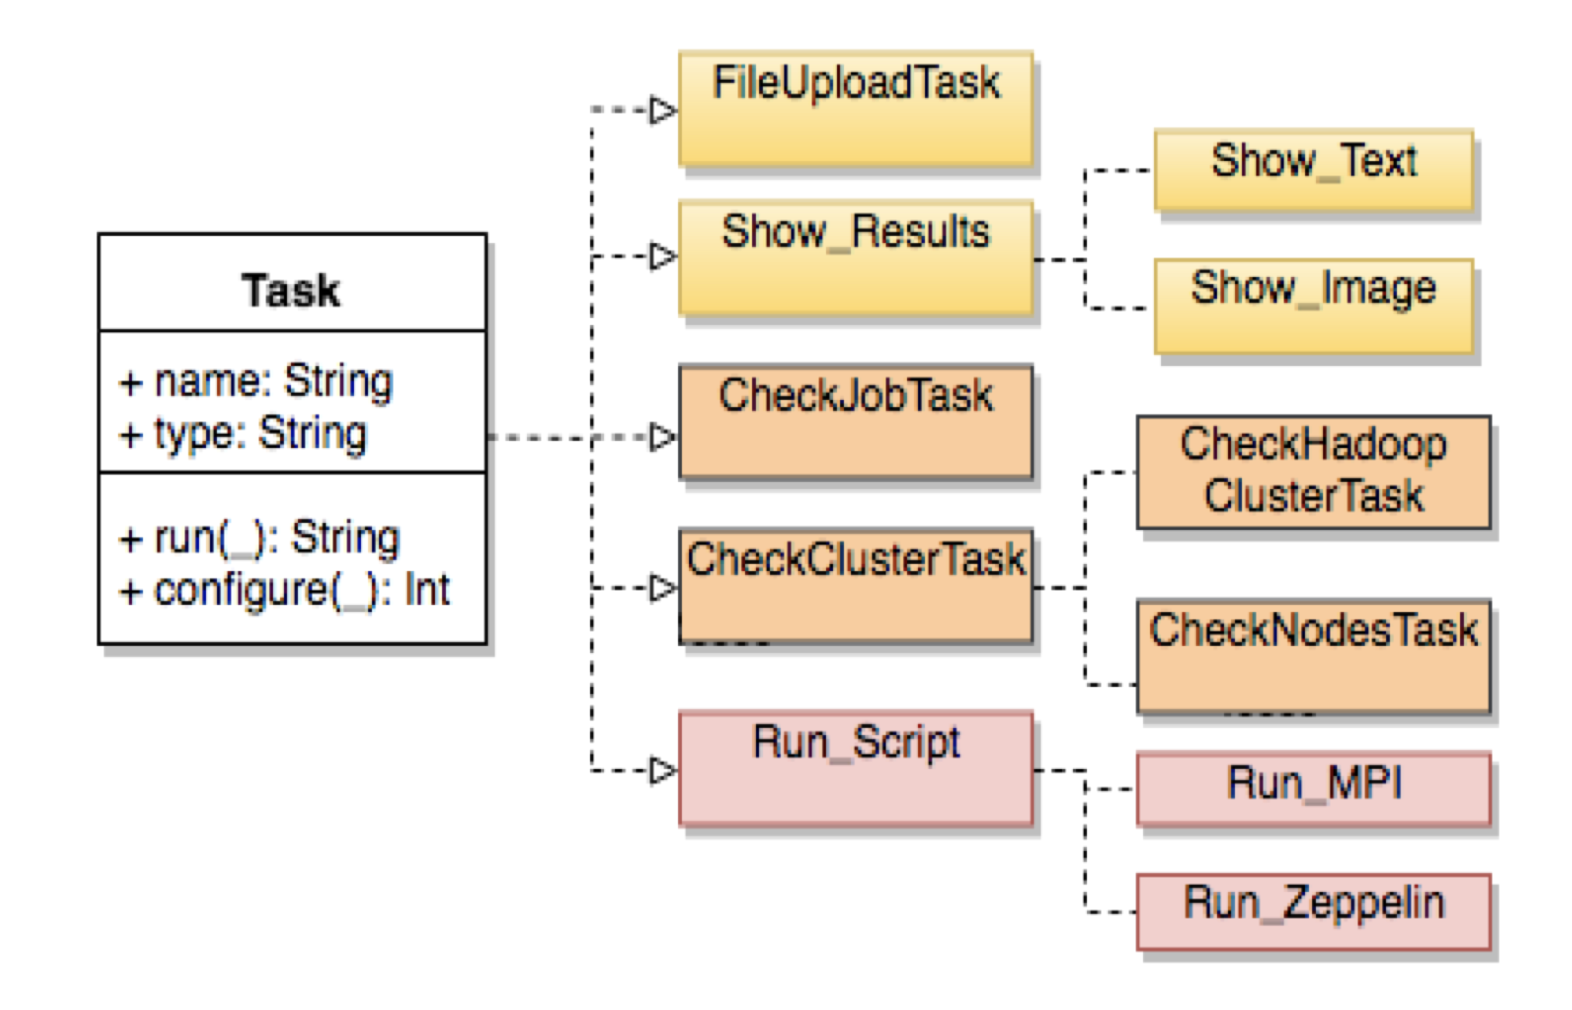 Task
+ name: String
+ type: String
+ run(_): String
+ configure(_): Int
FileUploadTask
Show_Results
CheckJobTask
CheckClusterTask
Run_Script
Show_Text
Show_Image
CheckHadoop
ClusterTask
CheckNodesTask
Run_MPI
Run_Zeppelin